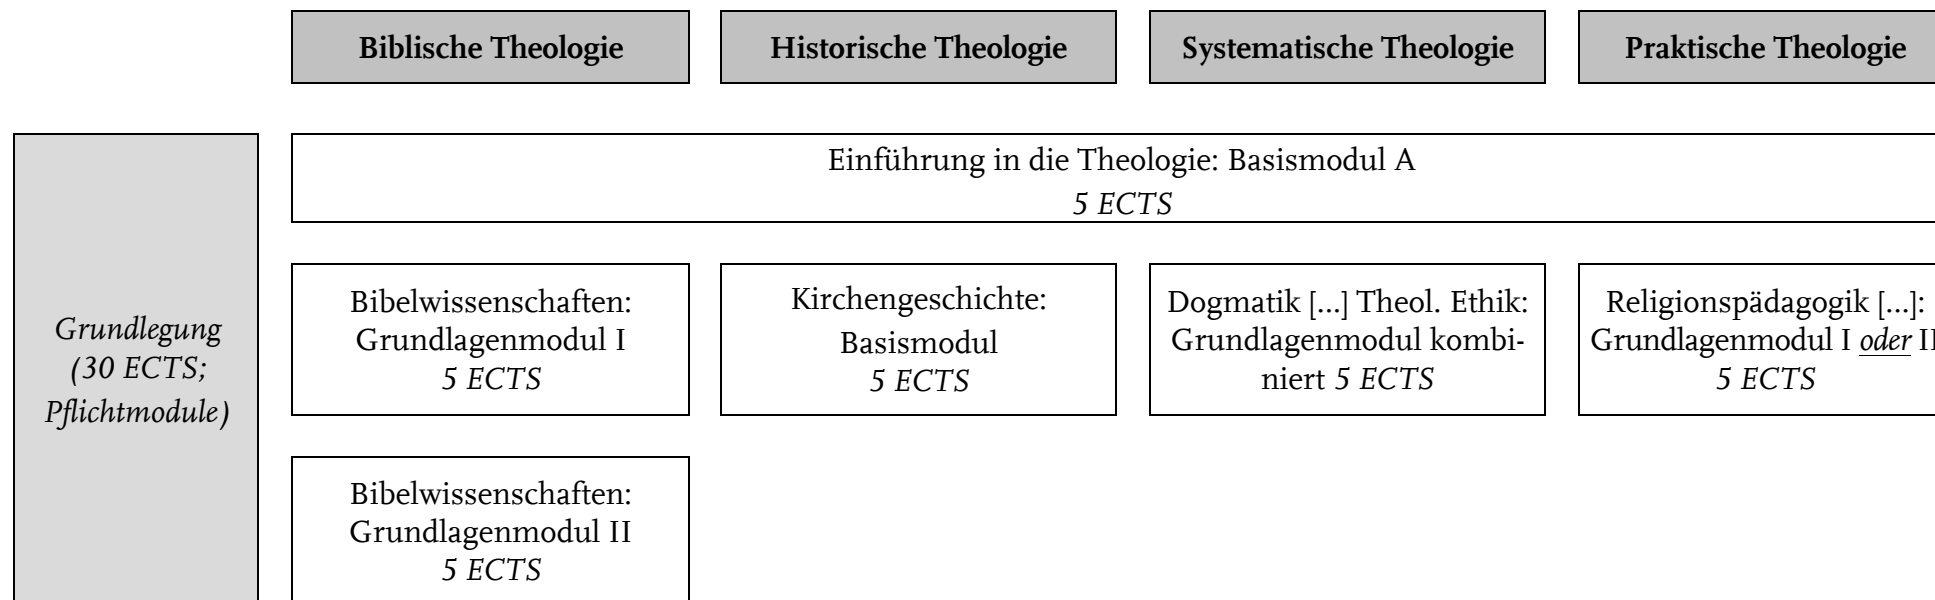 Biblische Theologie
Historische Theologie
Systematische Theologie
Praktische Theologie
Grundlegung
(30 ECTS;
Pflichtmodule)
Einführung in die Theologie: Basismodul A
5 ECTS
Bibelwissenschaften:
Grundlagenmodul I
5 ECTS
Kirchengeschichte:
Basismodul
5 ECTS
Dogmatik [...] Theol. Ethik:
Grundlagenmodul kombi-
niert 5 ECTS
Religionspädagogik [...]:
Grundlagenmodul I oder II
5 ECTS
Bibelwissenschaften:
Grundlagenmodul II
5 ECTS